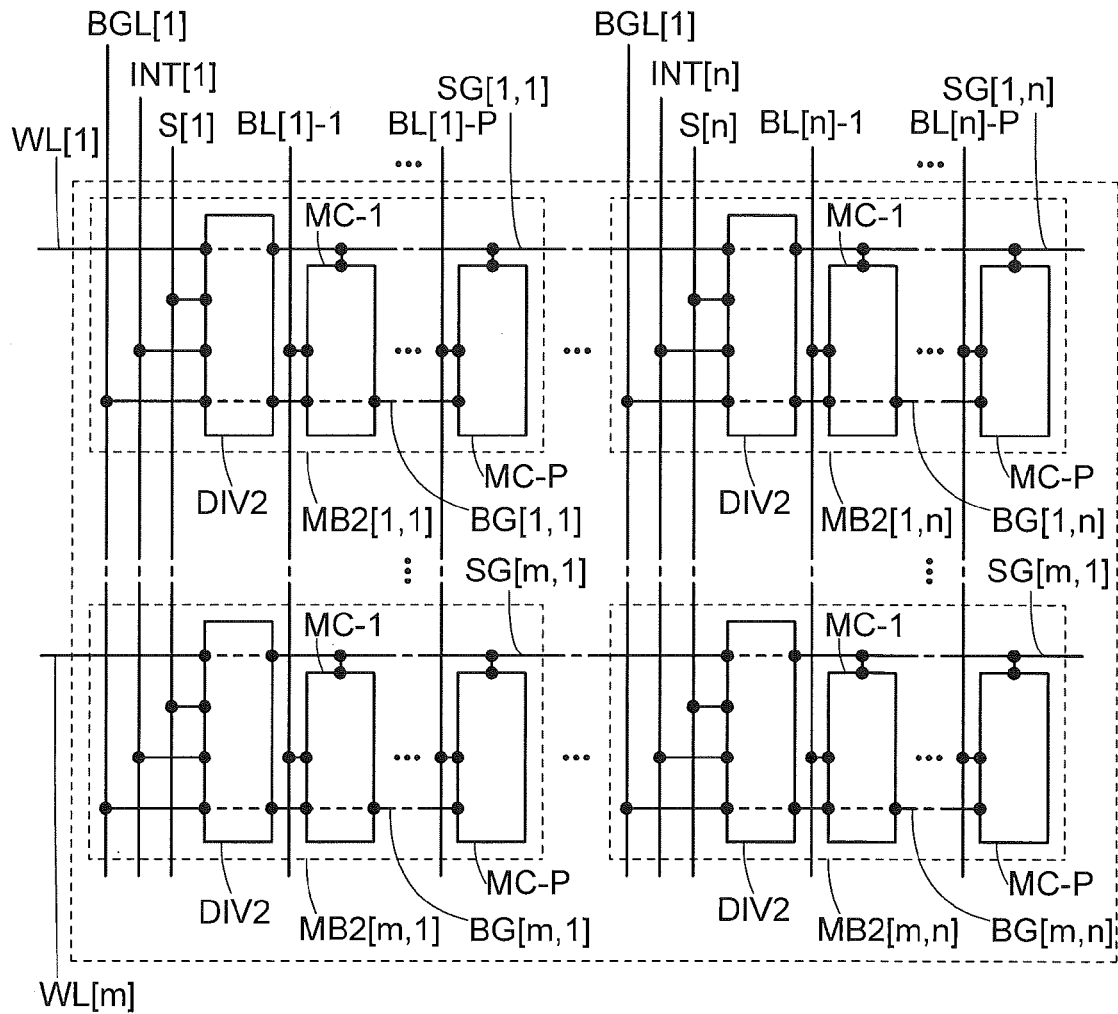 BGL[1] BGL[1]
INT[1] INT[n]
SG[1,1] SG[1,n]
S[1] BL[1]-1 BL[1]-P S[n] BL[n]-1 BL[n]-P
WL[1]
... ...
MC-1 MC-1
... ... ...
MC-P MC-P
DIV2 DIV2
MB2[1,1] BG[1,1] MB2[1,n] BG[1,n]
SG[m,1] SG[m,1]
MC-1 MC-1
... ... ...
MC-P MC-P
DIV2 DIV2
MB2[m,1] BG[m,1] MB2[m,n] BG[m,n]
WL[m]